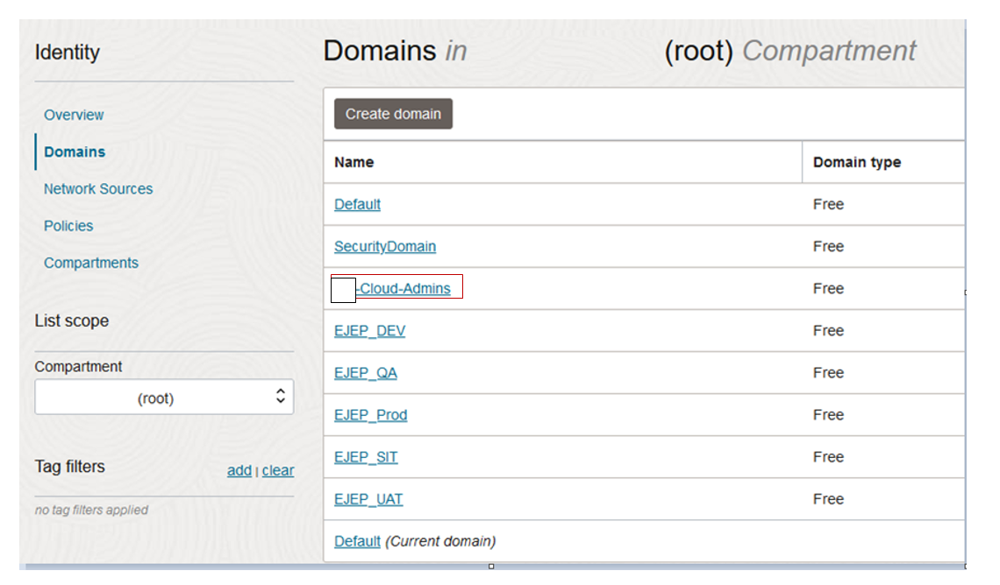 Identity
Overview
Domains
Network Sources
Policies
Compartments
List scope
Compartment
(root)
Tag filters
add | clear
no tag filters applied
Domains in (root) Compartment
Create domain
Name Domain type
Default Free
SecurityDomain Free
-Cloud-Admins Free
EJEP_DEV Free
EJEP_QA Free
EJEP_Prod Free
EJEP_SIT Free
EJEP_UAT Free
Default (Current domain)